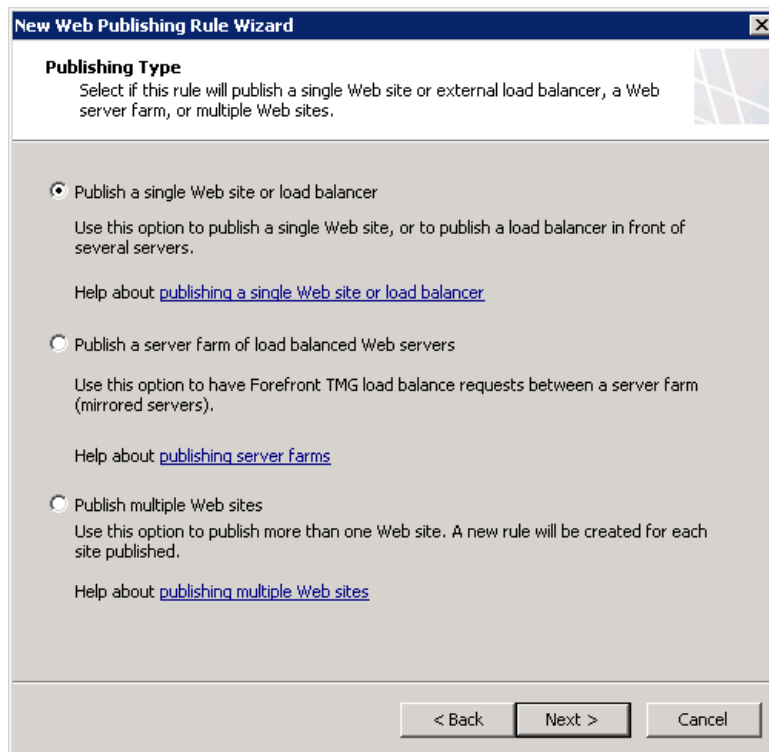 New Web Publishing Rule Wizard
Publishing Type
Select if this rule will publish a single Web site or external load balancer, a Web
server farm, or multiple Web sites.
Publish a single Web site or load balancer
Use this option to publish a single Web site, or to publish a load balancer in front of
several servers.
Help about publishing a single Web site or load balancer
Publish a server farm of load balanced Web servers
Use this option to have Forefront TMG load balance requests between a server farm
(mirrored servers).
Help about publishing server farms
Publish multiple Web sites
Use this option to publish more than one Web site. A new rule will be created for each
site published.
Help about publishing multiple Web sites
< Back Next > Cancel